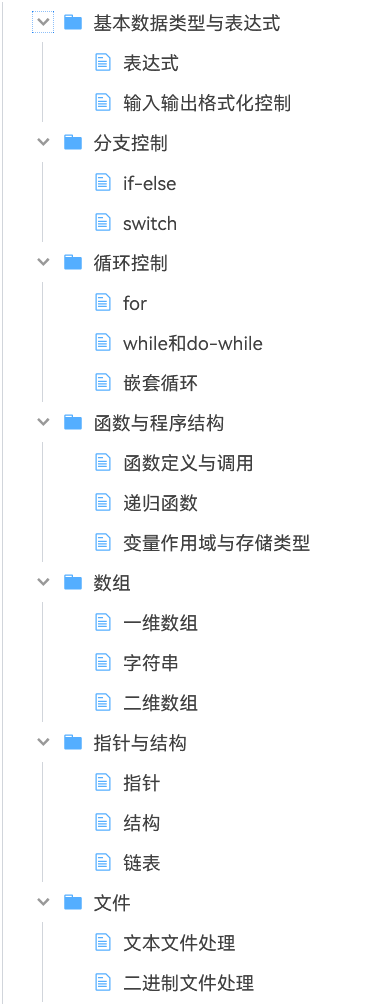 基本数据类型与表达式
表达式
输入输出格式化控制
分支控制
if-else
switch
循环控制
for
while和do-while
嵌套循环
函数与程序结构
函数定义与调用
递归函数
变量作用域与存储类型
数组
一维数组
字符串
二维数组
指针与结构
指针
结构
链表
文件
文本文件处理
二进制文件处理